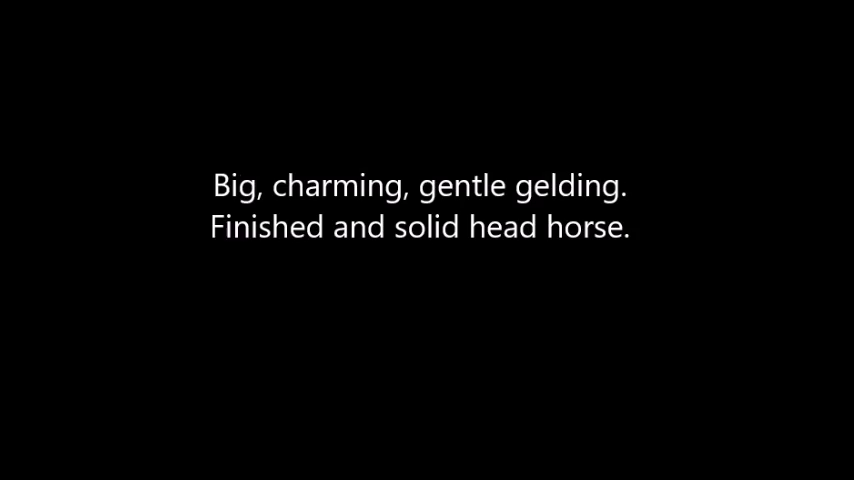 Big, charming, gentle gelding.
Finished and solid head horse.